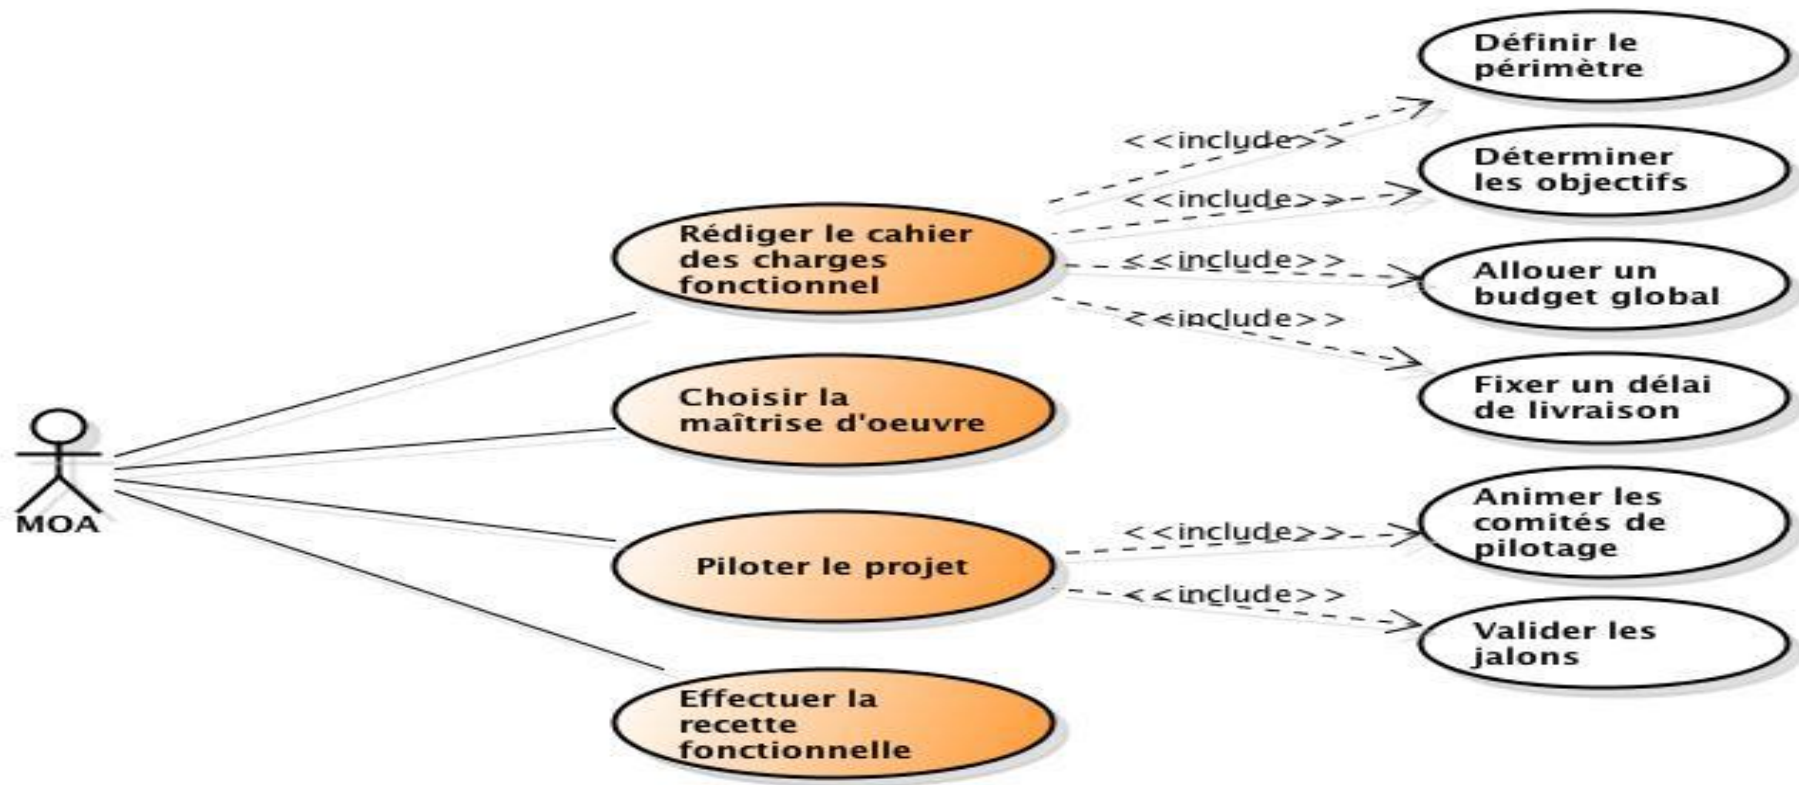 Définir le
périmètre
<<include>>
Déterminer
les objectifs
<<include>>
Rédiger le cahier
des charges
fonctionnel
<<include>>
Allouer un
budget global
<<include>>
Fixer un délai
de livraison
Choisir la
maîtrise d'oeuvre
MOA
Animer les
comités de
pilotage
<<include>>
Piloter le projet
<<include>>
Valider les
jalons
Effectuer la
recette
fonctionnelle